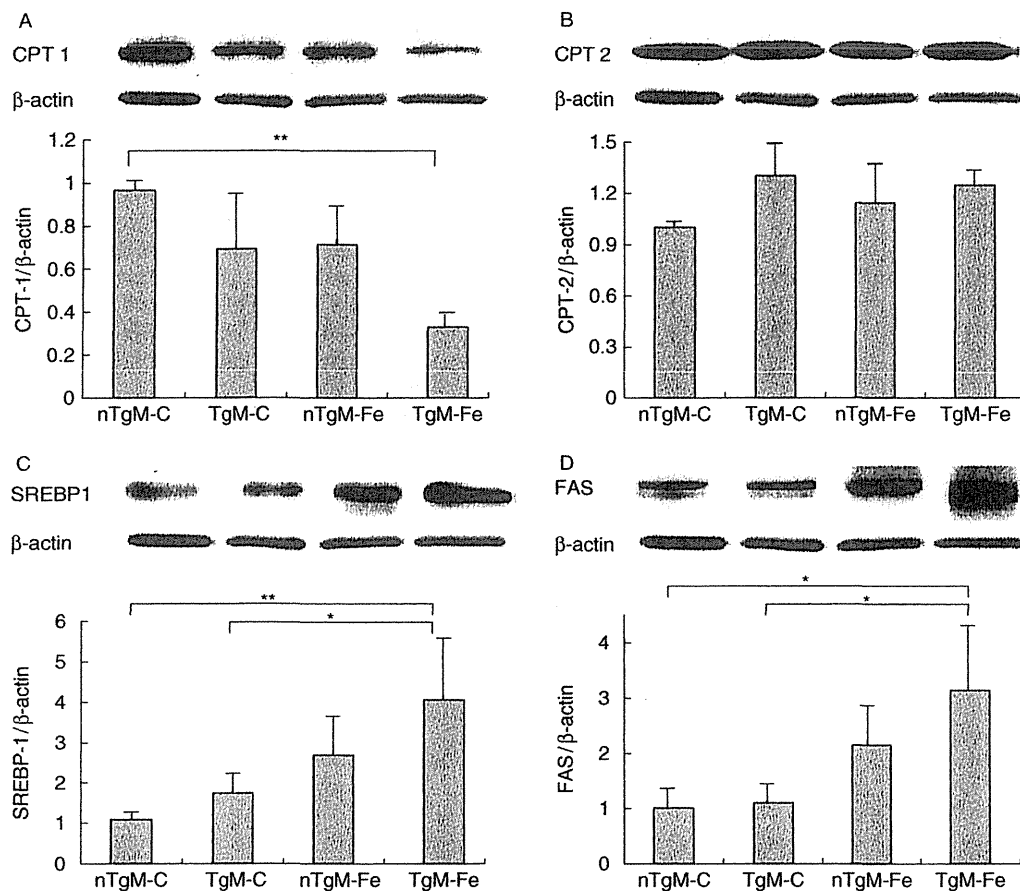 A
CPT 1
β-actin
1.2
1
0.8
0.6
0.4
0.2
0
CPT-1/β-actin
**
nTgM-C TgM-C nTgM-Fe TgM-Fe
B
CPT 2
β-actin
1.5
1.2
0.9
0.6
0.3
0
CPT-2/β-actin
nTgM-C TgM-C nTgM-Fe TgM-Fe
C
SREBP1
β-actin
6
5
4
3
2
1
0
SREBP-1/β-actin
**
*
nTgM-C TgM-C nTgM-Fe TgM-Fe
D
FAS
β-actin
4
3
2
1
0
FAS/β-actin
*
*
nTgM-C TgM-C nTgM-Fe TgM-Fe